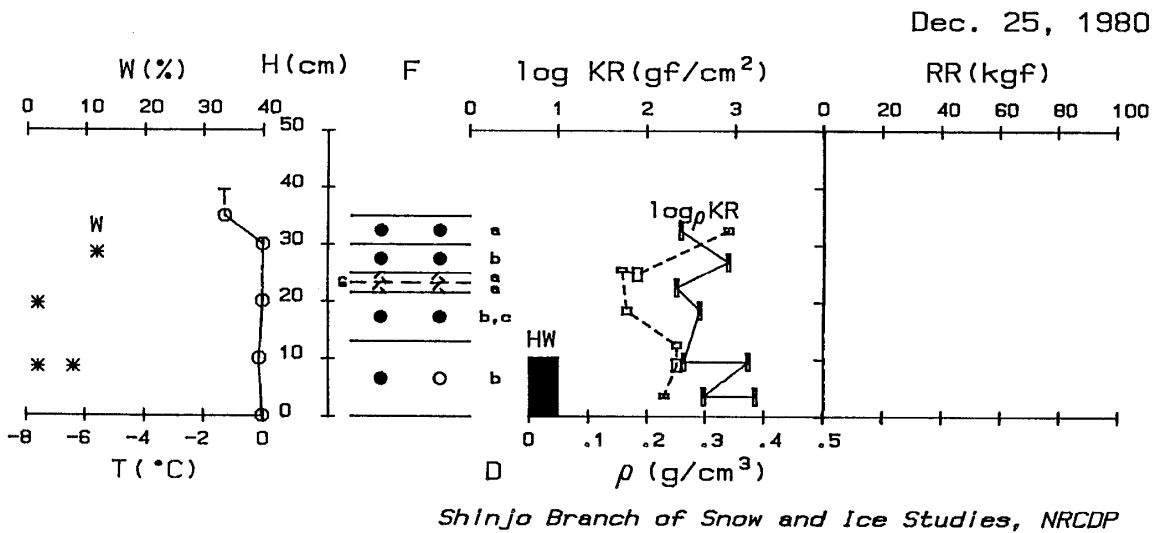 Dec. 25, 1980
W(%) H(cm) F log KR(gf/cm²) RR(kgf)
0 10 20 30 40 0 2 3 0 20 40 60 80 100
50
40
T
W
log KR
ρ
a
30
b
a
G
a
20
b,c
HW
10
b
0
-8 -6 -4 -2 0 0 .1 .2 .3 .4 .5
T(°C) D ρ(g/cm³)
Shinjo Branch of Snow and Ice Studies, NRCDP